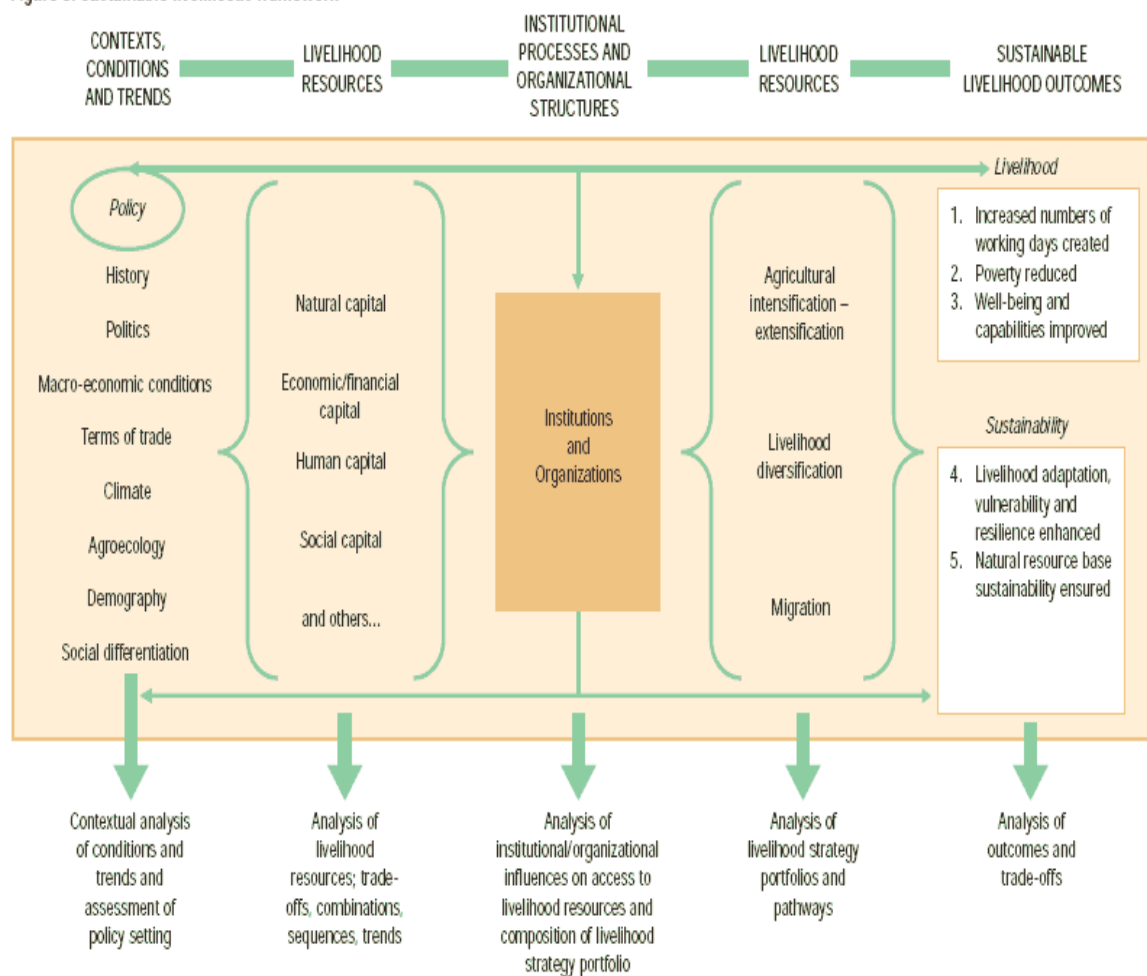 CONTEXTS,
CONDITIONS
AND TRENDS
LIVELIHOOD
RESOURCES
INSTITUTIONAL
PROCESSES AND
ORGANIZATIONAL
STRUCTURES
LIVELIHOOD
RESOURCES
SUSTAINABLE
LIVELIHOOD OUTCOMES
Policy
History
Politics
Macro-economic conditions
Terms of trade
Climate
Agroecology
Demography
Social differentiation
Natural capital
Economic/financial
capital
Human capital
Social capital
and others...
Institutions
and
Organizations
Agricultural
intensification –
extensification
Livelihood
diversification
Migration
Livelihood
1. Increased numbers of
working days created
2. Poverty reduced
3. Well-being and
capabilities improved
Sustainability
4. Livelihood adaptation,
vulnerability and
resilience enhanced
5. Natural resource base
sustainability ensured
Contextual analysis
of conditions and
trends and
assessment of
policy setting
Analysis of
livelihood
resources; trade-
offs, combinations,
sequences, trends
Analysis of
institutional/organizational
influences on access to
livelihood resources and
composition of livelihood
strategy portfolio
Analysis of
livelihood strategy
portfolios and
pathways
Analysis of
outcomes and
trade-offs